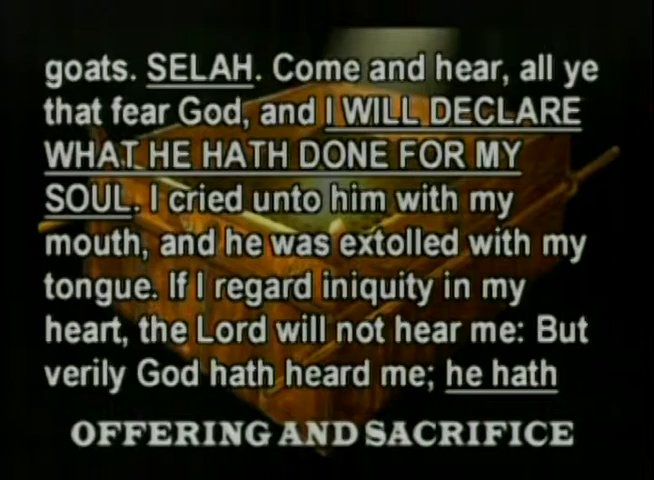 goats. SELAH. Come and hear, all ye
that fear God, and I WILL DECLARE
WHAT HE HATH DONE FOR MY
SOUL. I cried unto him with my
mouth, and he was extolled with my
tongue. If I regard iniquity in my
heart, the Lord will not hear me: But
verily God hath heard me; he hath
OFFERING AND SACRIFICE